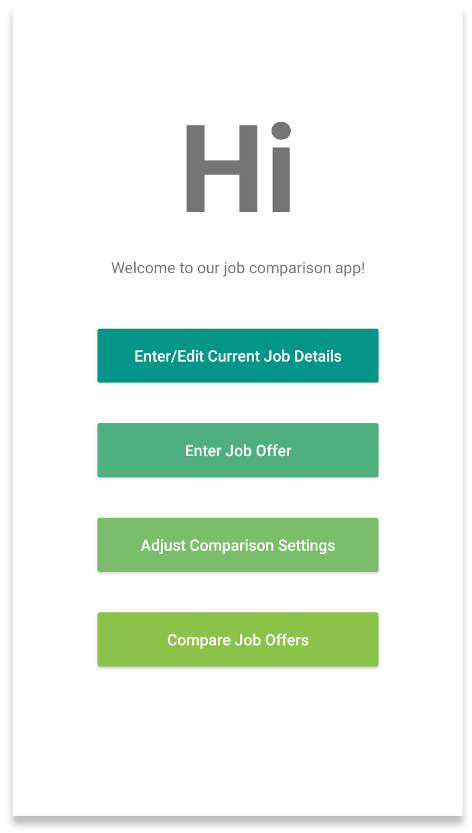 Hi
Welcome to our job comparison app!
Enter/Edit Current Job Details
Enter Job Offer
Adjust Comparison Settings
Compare Job Offers